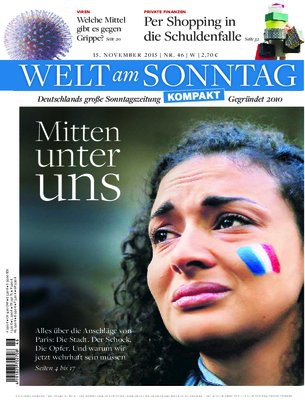 VIREN
Welche Mittel
gibt es gegen
Grippe? Seite 20
PRIVATE FINANZEN
Per Shopping in
die Schuldenfalle Seite 32
15. NOVEMBER 2015 | NR. 46 | W | 2,70 €
WELT am SONNTAG
KOMPAKT
Deutschlands große Sonntagszeitung
Gegründet 2010
Mitten
unter
uns
Alles über die Anschläge von
Paris: Die Stadt. Der Schock.
Die Opfer. Und warum wir
jetzt wehrhaft sein müssen
Seiten 4 bis 17